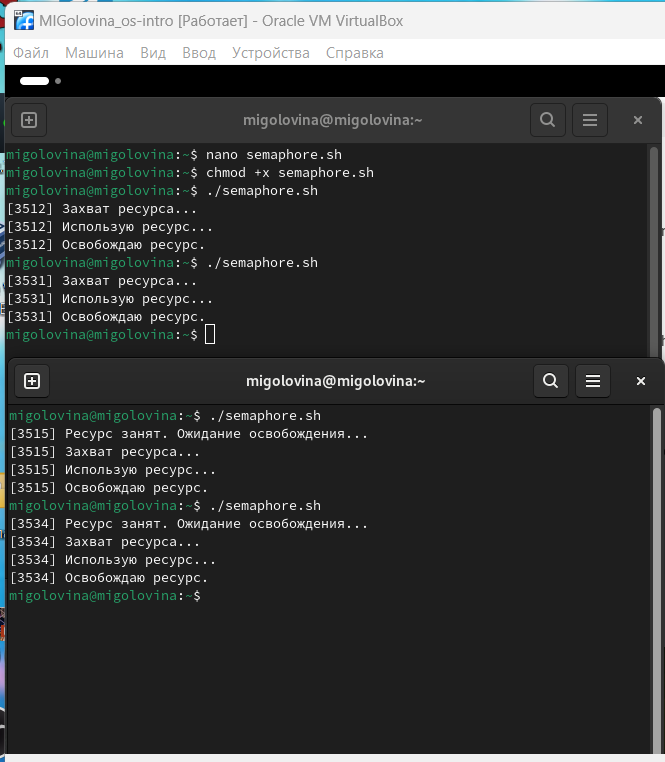 MIGolovina_os-intro [Работает] - Oracle VM VirtualBox
Файл Машина Вид Ввод Устройства Справка
migolovina@migolovina:~
migolovina@migolovina:~$ nano semaphore.sh
migolovina@migolovina:~$ chmod +x semaphore.sh
migolovina@migolovina:~$ ./semaphore.sh
[3512] Захват ресурса...
[3512] Использую ресурс...
[3512] Освобождаю ресурс.
migolovina@migolovina:~$ ./semaphore.sh
[3531] Захват ресурса...
[3531] Использую ресурс...
[3531] Освобождаю ресурс.
migolovina@migolovina:~$
migolovina@migolovina:~
migolovina@migolovina:~$ ./semaphore.sh
[3515] Ресурс занят. Ожидание освобождения...
[3515] Захват ресурса...
[3515] Использую ресурс...
[3515] Освобождаю ресурс.
migolovina@migolovina:~$ ./semaphore.sh
[3534] Ресурс занят. Ожидание освобождения...
[3534] Захват ресурса...
[3534] Использую ресурс...
[3534] Освобождаю ресурс.
migolovina@migolovina:~$